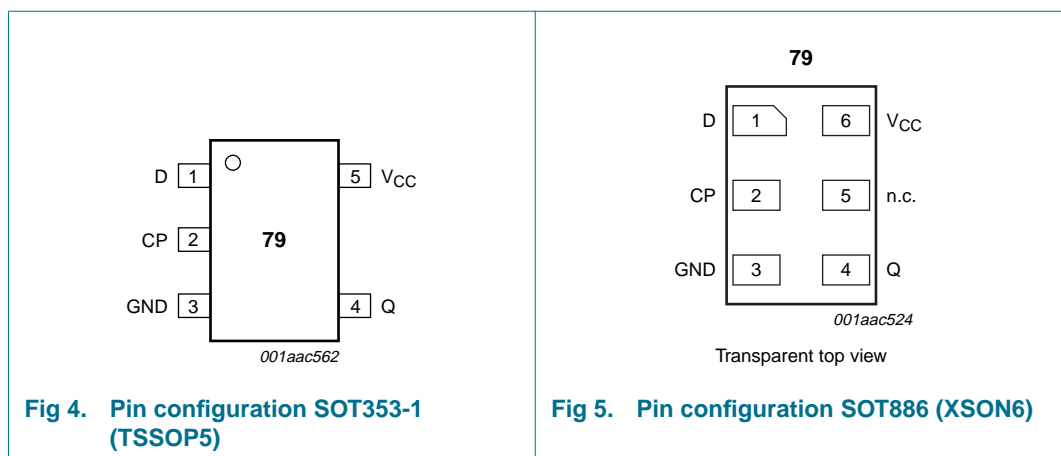 D 1 5 VCC
CP 2 79
GND 3 4 Q
001aac562
Fig 4. Pin configuration SOT353-1
(TSSOP5)
79
D 1 6 VCC
CP 2 5 n.c.
GND 3 4 Q
001aac524
Transparent top view
Fig 5. Pin configuration SOT886 (XSON6)